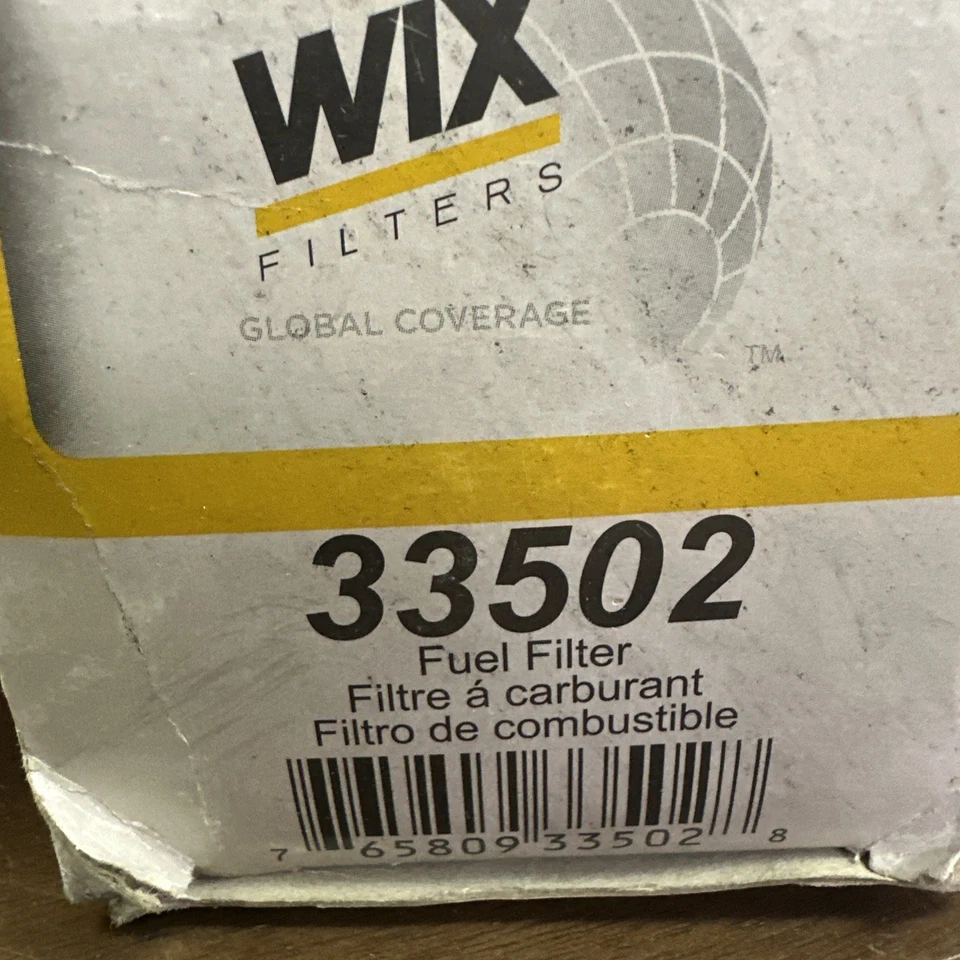 WIX
FILTERS
GLOBAL COVERAGE
TM
33502
Fuel Filter
Filtre á carburant
Filtro de combustible
7 65809 33502 8